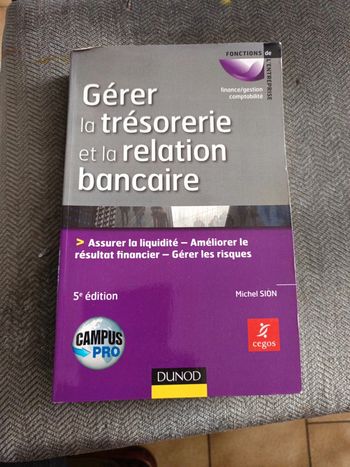 FONCTIONS de
L'ENTREPRISE
finance/gestion
comptabilité
Gérer
la trésorerie
et la relation
bancaire
> Assurer la liquidité – Améliorer le
résultat financier – Gérer les risques
5e édition
Michel SION
CAMPUS
PRO
cegos
DUNOD